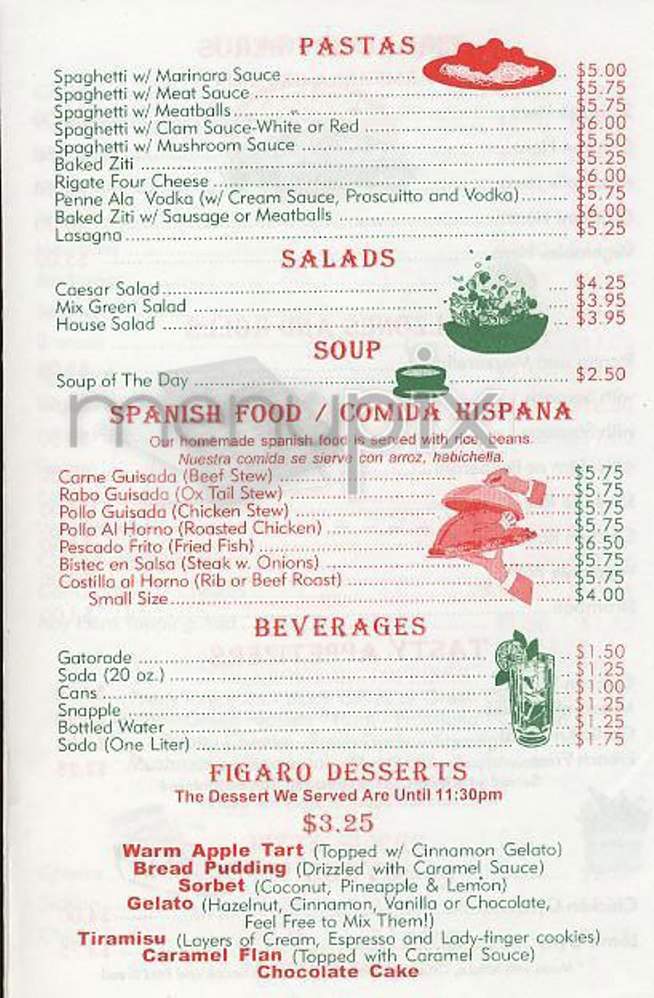 PASTAS
Spaghetti w/ Marinara Sauce $5.00
Spaghetti w/ Meat Sauce $5.75
Spaghetti w/ Meatballs $5.75
Spaghetti w/ Clam Sauce-White or Red $6.00
Spaghetti w/ Mushroom Sauce $5.50
Baked Ziti $5.25
Rigate Four Cheese $6.00
Penne Ala Vodka (w/ Cream Sauce, Proscuitto and Vodka) $5.75
Baked Ziti w/ Sausage or Meatballs $6.00
Lasagna $5.25
SALADS
Caesar Salad $4.25
Mix Green Salad $3.95
House Salad $3.95
SOUP
Soup of The Day $2.50
menupix
SPANISH FOOD / COMIDA HISPANA
Our homemade spanish food is served with rice, beans.
Nuestra comida se sierve con arroz, habichella.
Carne Guisada (Beef Stew) $5.75
Rabo Guisada (Ox Tail Stew) $5.75
Pollo Guisada (Chicken Stew) $5.75
Pollo Al Horno (Roasted Chicken) $5.75
Pescado Frito (Fried Fish) $6.50
Bistec en Salsa (Steak w. Onions) $5.75
Costilla al Horno (Rib or Beef Roast) $5.75
Small Size $4.00
BEVERAGES
Gatorade $1.50
Soda (20 oz.) $1.25
Cans $1.00
Snapple $1.25
Bottled Water $1.25
Soda (One Liter) $1.75
FIGARO DESSERTS
The Dessert We Served Are Until 11:30pm
$3.25
Warm Apple Tart (Topped w/ Cinnamon Gelato)
Bread Pudding (Drizzled with Caramel Sauce)
Sorbet (Coconut, Pineapple & Lemon)
Gelato (Hazelnut, Cinnamon, Vanilla or Chocolate,
Feel Free to Mix Them!)
Tiramisu (Layers of Cream, Espresso and Lady-finger cookies)
Caramel Flan (Topped with Caramel Sauce)
Chocolate Cake